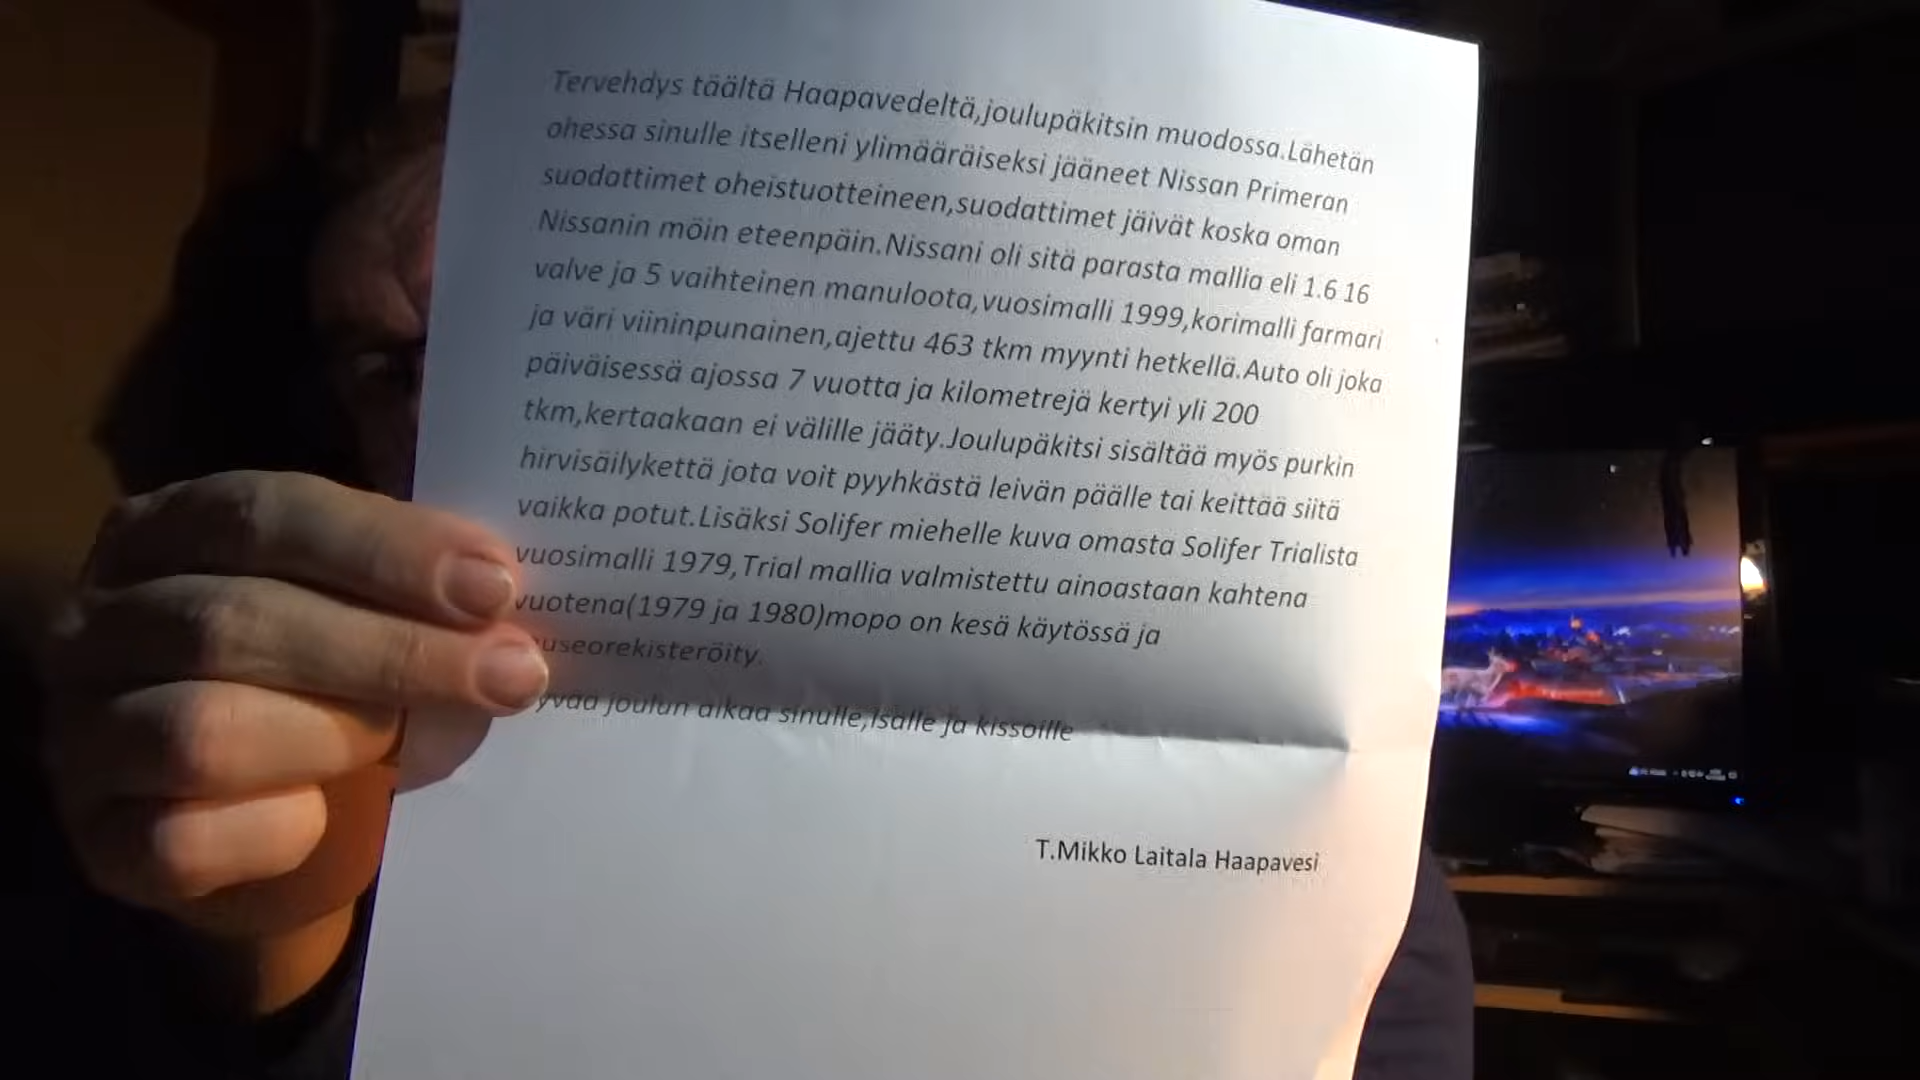 Tervehdys täältä Haapavedeltä,joulupäkitsin muodossa.Lähetän
ohessa sinulle itselleni ylimääräiseksi jääneet Nissan Primeran
suodattimet oheistuotteineen,suodattimet jäivät koska oman
Nissanin möin eteenpäin.Nissani oli sitä parasta mallia eli 1.6 16
valve ja 5 vaihteinen manuloota,vuosimalli 1999,korimalli farmari
ja väri viininpunainen,ajettu 463 tkm myynti hetkellä.Auto oli joka
päiväisessä ajossa 7 vuotta ja kilometrejä kertyi yli 200
tkm,kertaakaan ei välille jääty.Joulupäkitsi sisältää myös purkin
hirvisäilykettä jota voit pyyhkästä leivän päälle tai keittää siitä
vaikka potut.Lisäksi Solifer miehelle kuva omasta Solifer Trialista
vuosimalli 1979,Trial mallia valmistettu ainoastaan kahtena
vuotena(1979 ja 1980)mopo on kesä käytössä ja
useorekisteröity.
yvää joulun aikaa sinulle,Isälle ja kissoille
T.Mikko Laitala Haapavesi